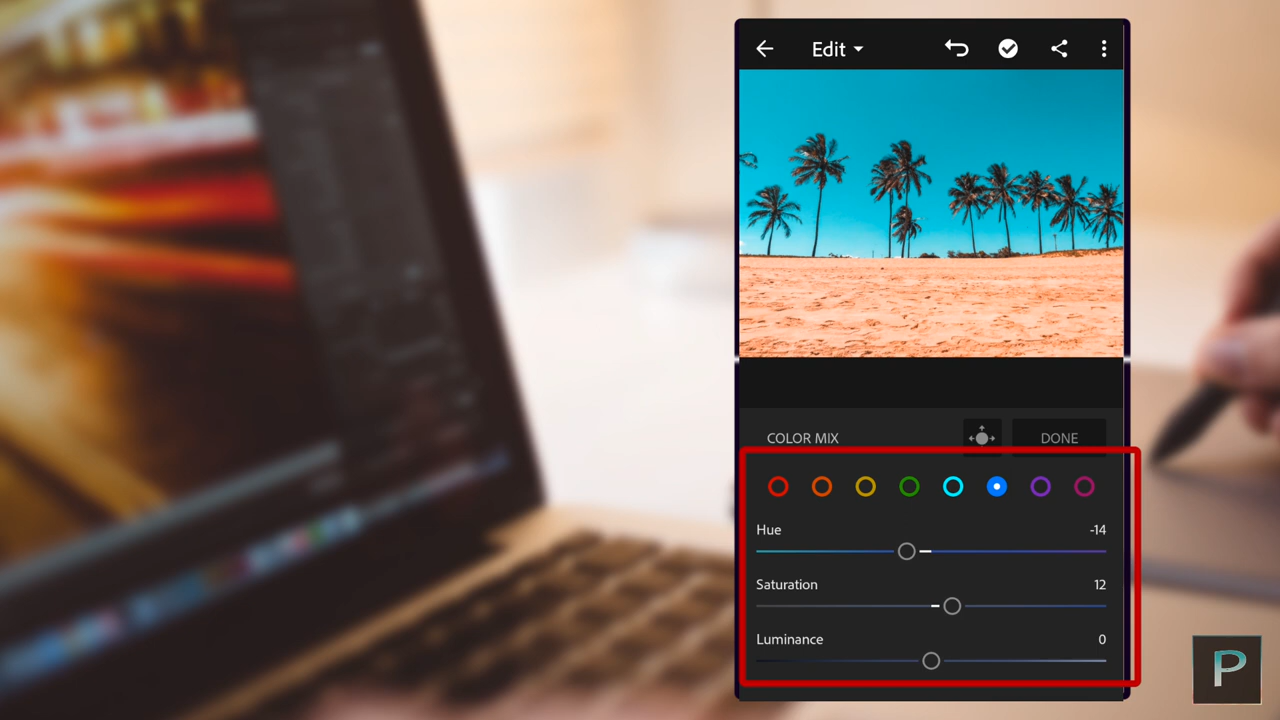 Edit
COLOR MIX
DONE
Hue
-14
Saturation
12
Luminance
0
P